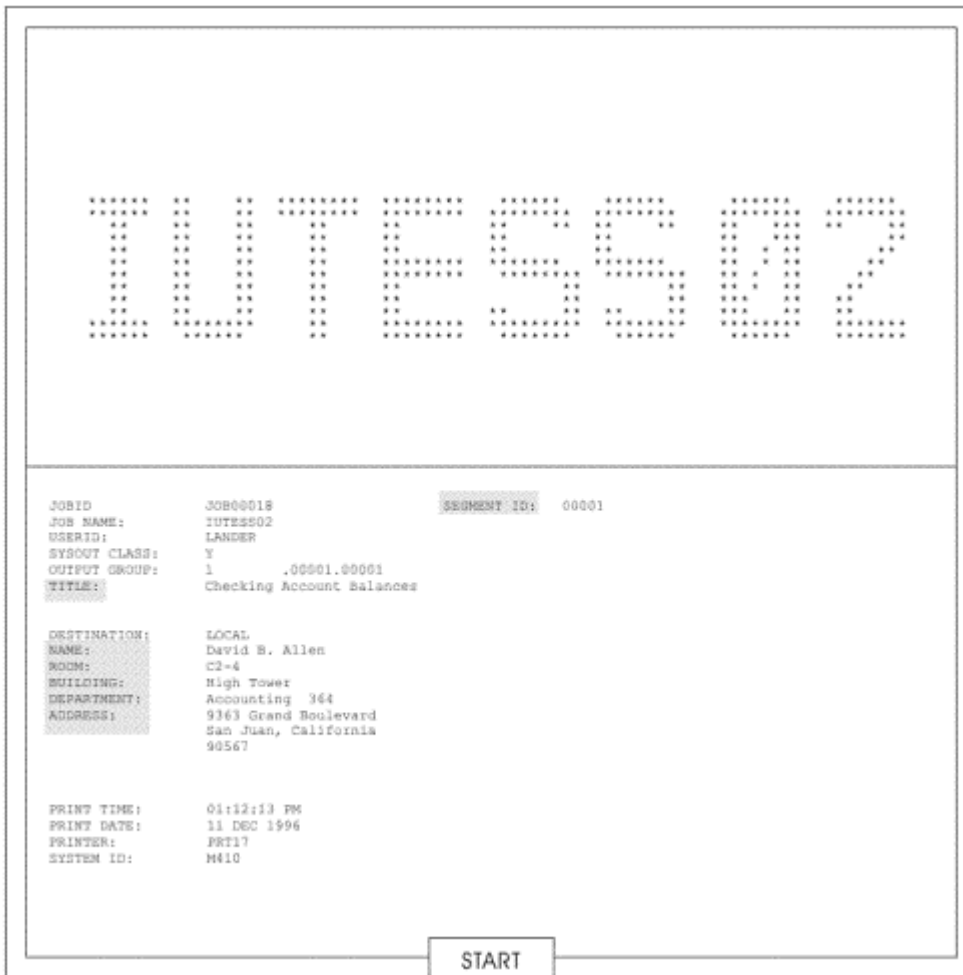 IUTESS02
JOBID JOB00018 SEGMENT ID: 00001
JOB NAME: IUTESS02
USERID: LANDER
SYSOUT CLASS: Y
OUTPUT GROUP: 1 .00001.00001
TITLE: Checking Account Balances
DESTINATION: LOCAL
NAME: David B. Allen
ROOM: C2-4
BUILDING: High Tower
DEPARTMENT: Accounting 364
ADDRESS: 9363 Grand Boulevard
San Juan, California
90567
PRINT TIME: 01:12:13 PM
PRINT DATE: 11 DEC 1996
PRINTER: PRT17
SYSTEM ID: M410
START